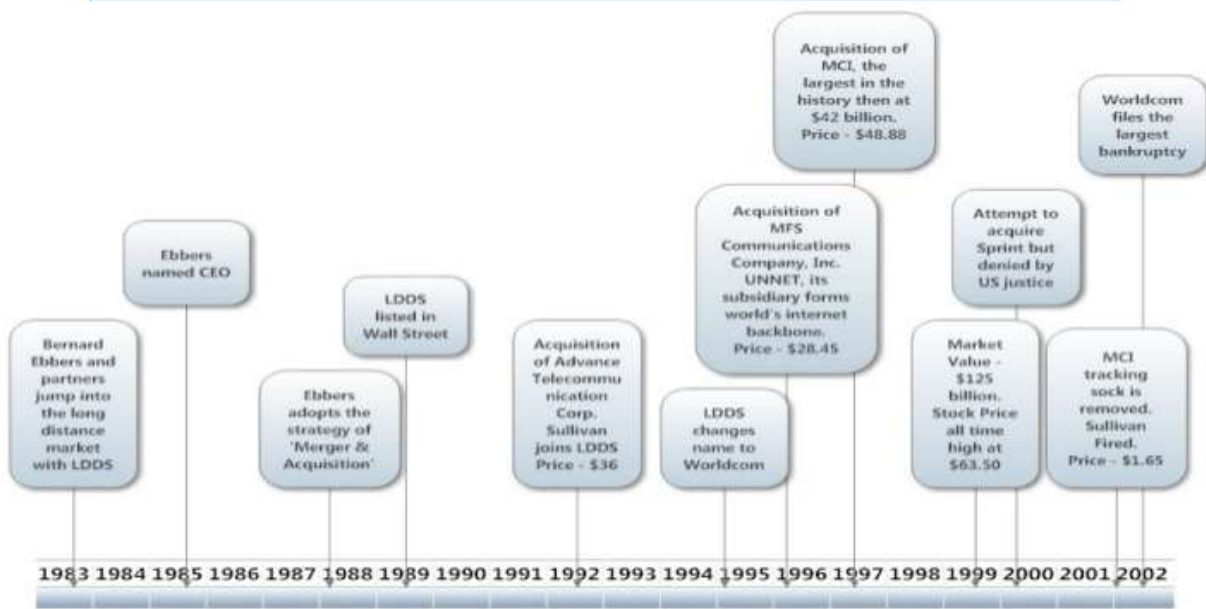 Bernard
Ebbers and
partners
jump into
the long
distance
market
with LDDS
Ebbers
named CEO
Ebbers
adopts the
strategy of
'Merger &
Acquisition'
LDDS
listed in
Wall Street
Acquisition
of Advance
Telecommu
nication
Corp.
Sullivan
joins LDDS
Price - $36
LDDS
changes
name to
Worldcom
Acquisition of
MFS
Communications
Company, Inc.
UNNET, its
subsidiary forms
world's internet
backbone.
Price - $28.45
Acquisition of
MCI, the
largest in the
history then at
$42 billion.
Price - $48.88
Market
Value -
$125
billion.
Stock Price
all time
high at
$63.50
Attempt to
acquire
Sprint but
denied by
US justice
MCI
tracking
sock is
removed.
Sullivan
Fired.
Price - $1.65
Worldcom
files the
largest
bankruptcy
1983 1984 1985 1986 1987 1988 1989 1990 1991 1992 1993 1994 1995 1996 1997 1998 1999 2000 2001 2002